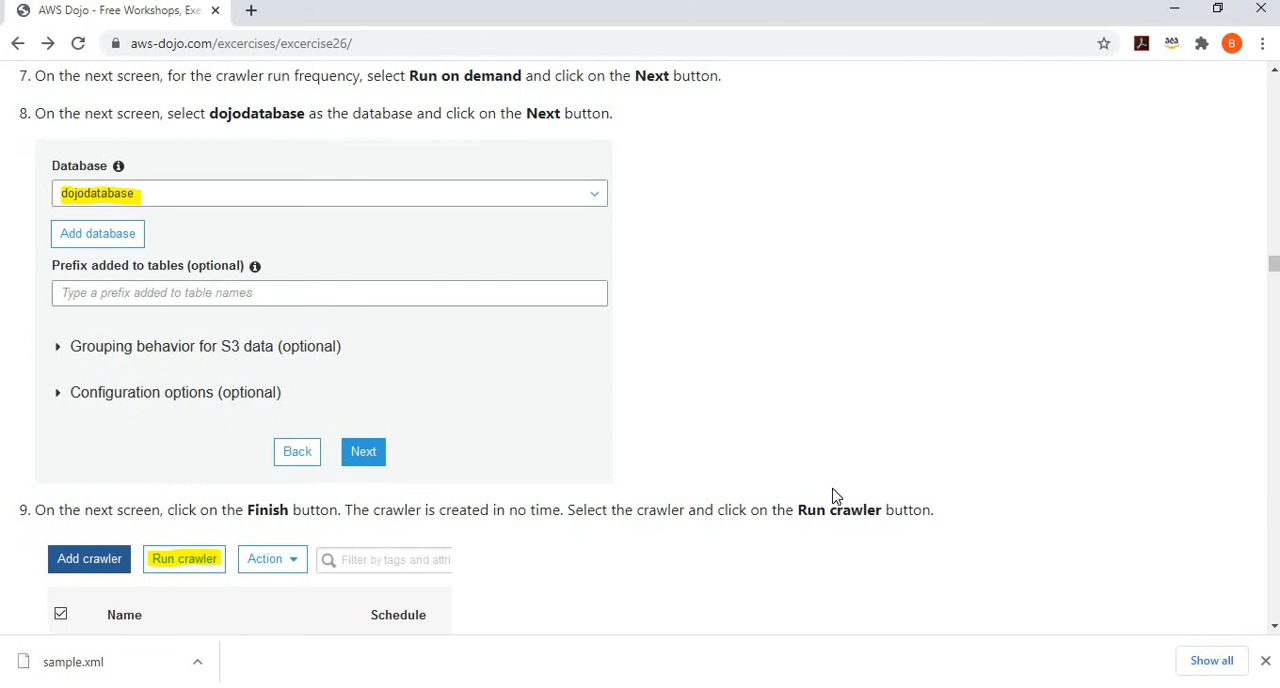 AWS Dojo - Free Workshops, Exe
aws-dojo.com/excercises/excercise26/
B
7. On the next screen, for the crawler run frequency, select Run on demand and click on the Next button.
8. On the next screen, select dojodatabase as the database and click on the Next button.
Database
dojodatabase
Add database
Prefix added to tables (optional)
Type a prefix added to table names
Grouping behavior for S3 data (optional)
Configuration options (optional)
Back Next
9. On the next screen, click on the Finish button. The crawler is created in no time. Select the crawler and click on the Run crawler button.
Add crawler Run crawler Action Filter by tags and attri
Name Schedule
sample.xml Show all